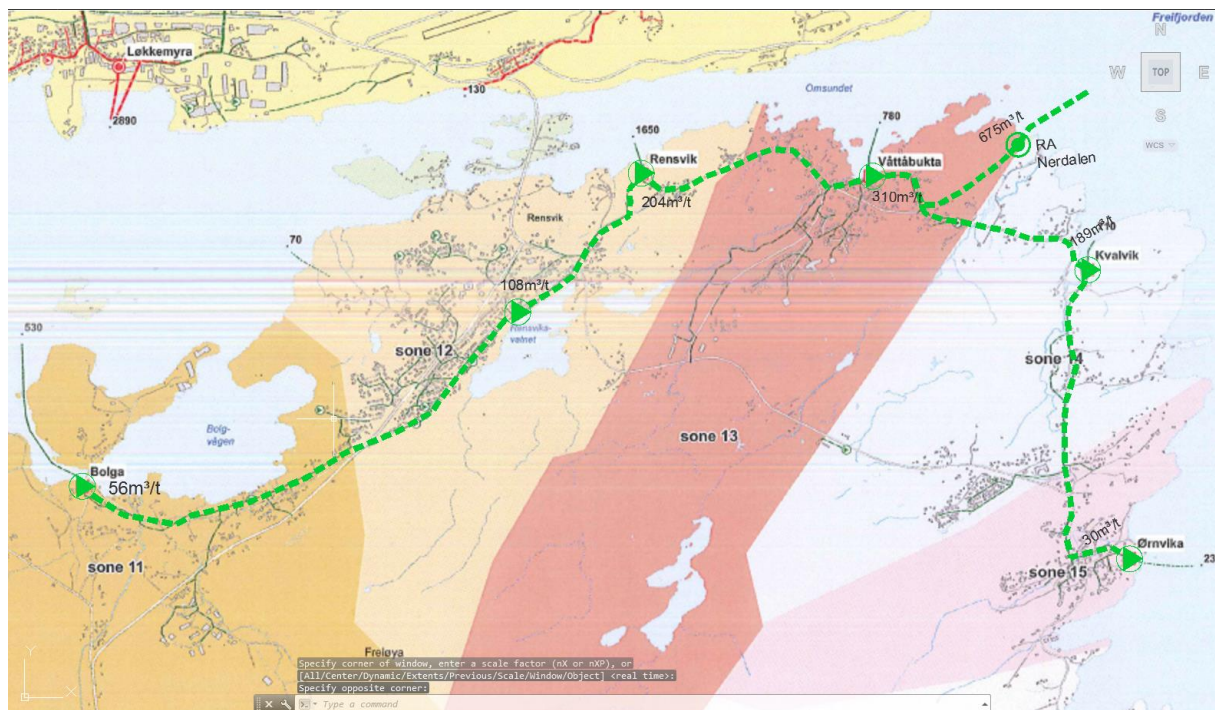 Freifjorden
N
Løkkemyra
W
TOP
E
130
Omsundet
S
2890
780
675m³/t
1650
RA
WCS
Rensvik
Våttåbukta
Nerdalen
204m³/t
310m³/t
Rensvik
189m³/t
70
Kvalvik
108m³/t
530
Rensvika-
vatnet
sone 12
sone 14
Bolg-
vågen
sone 13
Bolga
56m³/t
30m³/t
Ørnvika
23
sone 11
sone 15
Freiøya
Y
X
Specify corner of window, enter a scale factor (nX or nXP), or
[All/Center/Dynamic/Extents/Previous/Scale/Window/Object] <real time>:
Specify opposite corner:
Type a command